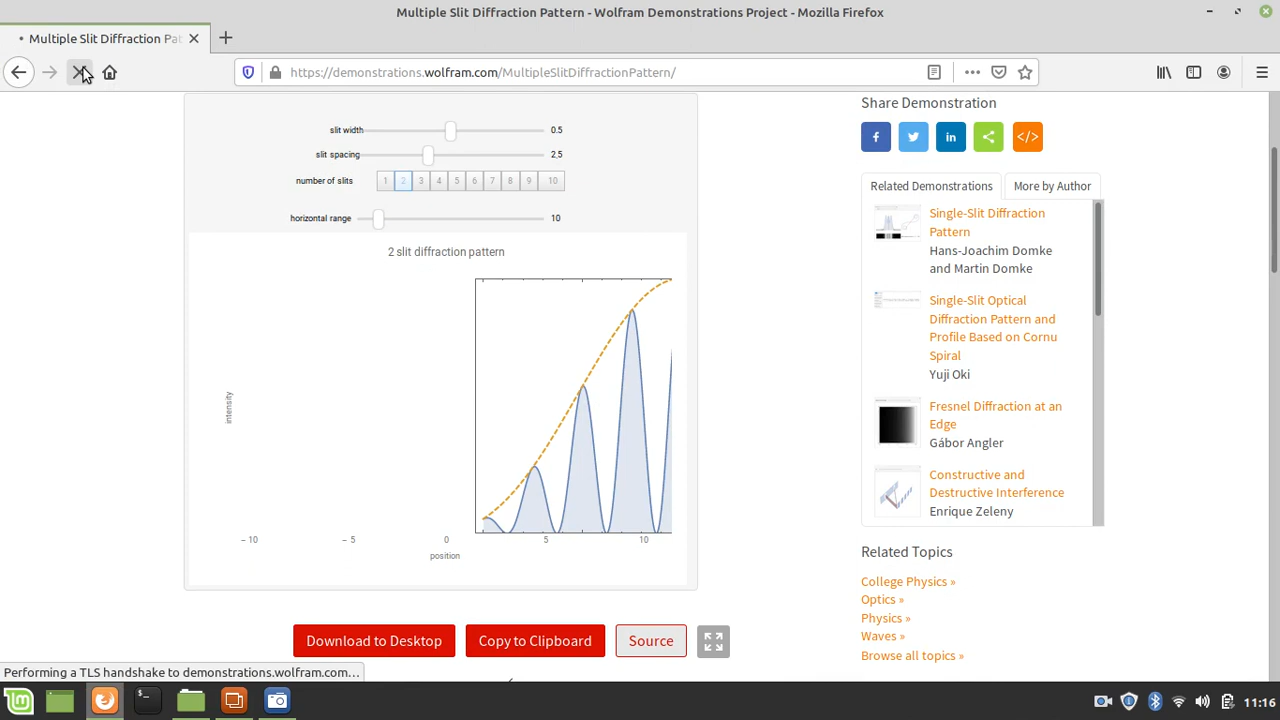 Multiple Slit Diffraction Pattern - Wolfram Demonstrations Project - Mozilla Firefox
Multiple Slit Diffraction Pat
https://demonstrations.wolfram.com/MultipleSlitDiffractionPattern/
slit width 0.5
slit spacing 2.5
number of slits 1 2 3 4 5 6 7 8 9 10
horizontal range 10
2 slit diffraction pattern
intensity
-10 -5 0 5 10
position
Download to Desktop Copy to Clipboard Source
Share Demonstration
f in </>
Related Demonstrations More by Author
Single-Slit Diffraction
Pattern
Hans-Joachim Domke
and Martin Domke
Single-Slit Optical
Diffraction Pattern and
Profile Based on Cornu
Spiral
Yuji Oki
Fresnel Diffraction at an
Edge
Gábor Angler
Constructive and
Destructive Interference
Enrique Zeleny
Related Topics
College Physics »
Optics »
Physics »
Waves »
Browse all topics »
Performing a TLS handshake to demonstrations.wolfram.com…
11:16